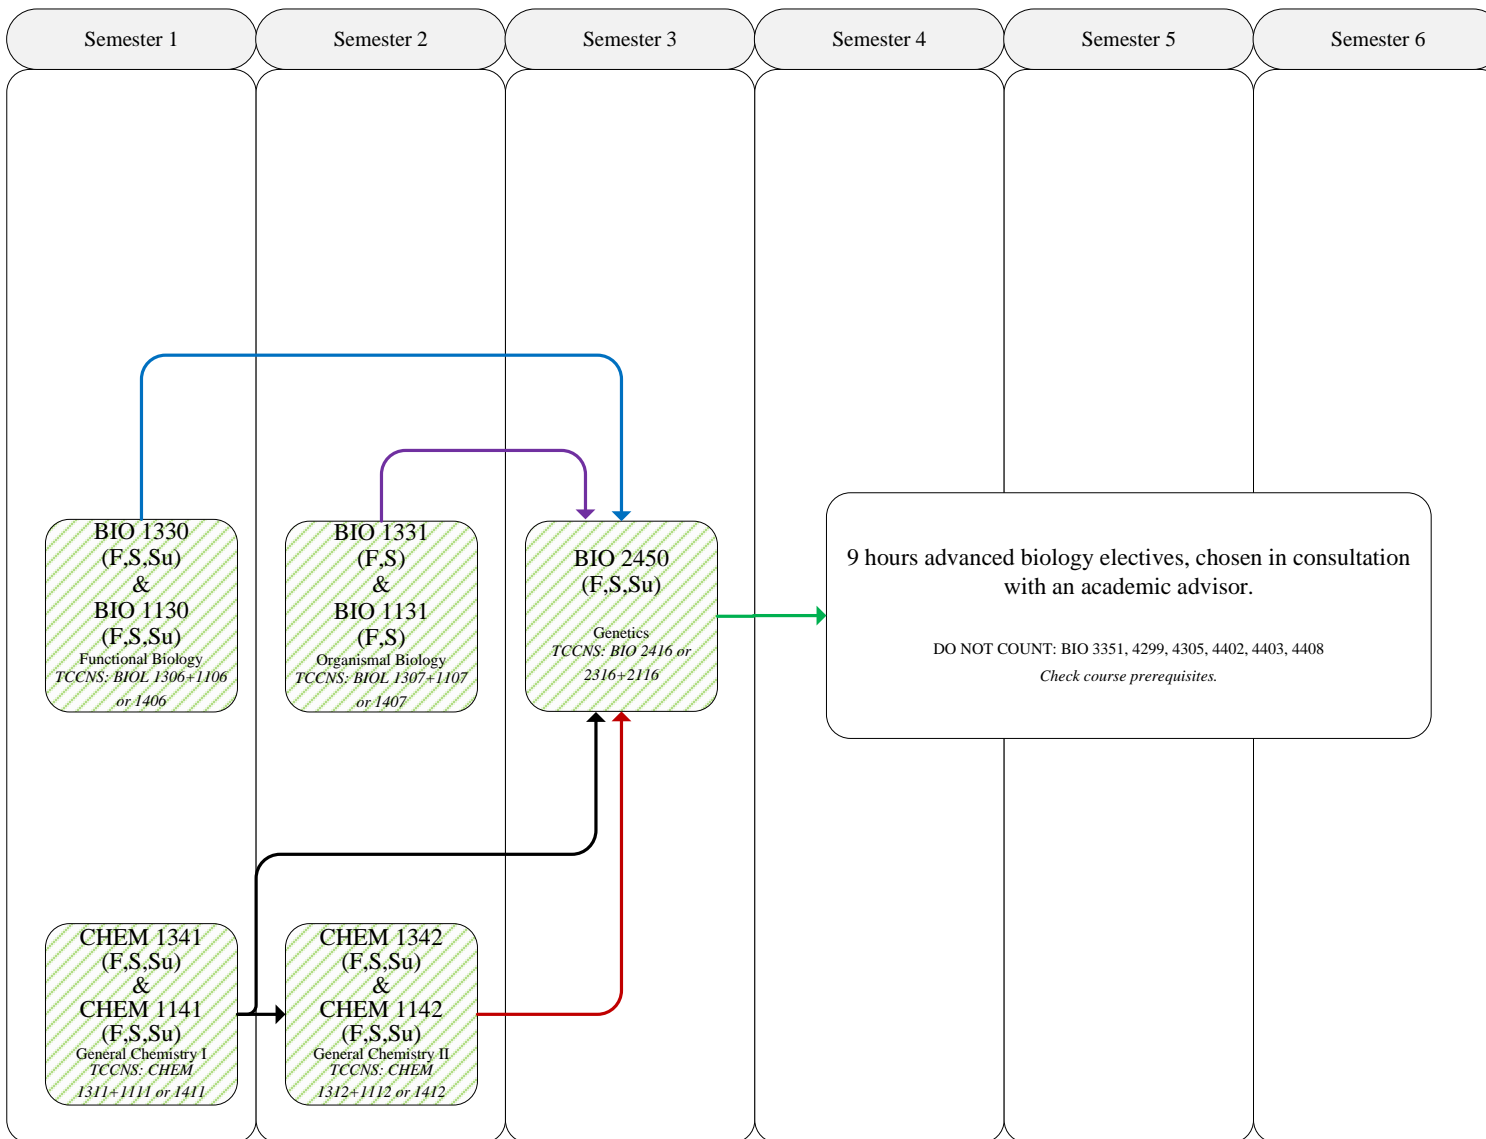 Semester 1
Semester 2
Semester 3
Semester 4
Semester 5
Semester 6
BIO 1330
(F,S,Su)
&
BIO 1130
(F,S,Su)
Functional Biology
TCCNS: BIOL 1306+1106
or 1406
BIO 1331
(F,S)
&
BIO 1131
(F,S)
Organismal Biology
TCCNS: BIOL 1307+1107
or 1407
BIO 2450
(F,S,Su)
Genetics
TCCNS: BIO 2416 or
2316+2116
9 hours advanced biology electives, chosen in consultation
with an academic advisor.
DO NOT COUNT: BIO 3351, 4299, 4305, 4402, 4403, 4408
Check course prerequisites.
CHEM 1341
(F,S,Su)
&
CHEM 1141
(F,S,Su)
General Chemistry I
TCCNS: CHEM
1311+1111 or 1411
CHEM 1342
(F,S,Su)
&
CHEM 1142
(F,S,Su)
General Chemistry II
TCCNS: CHEM
1312+1112 or 1412